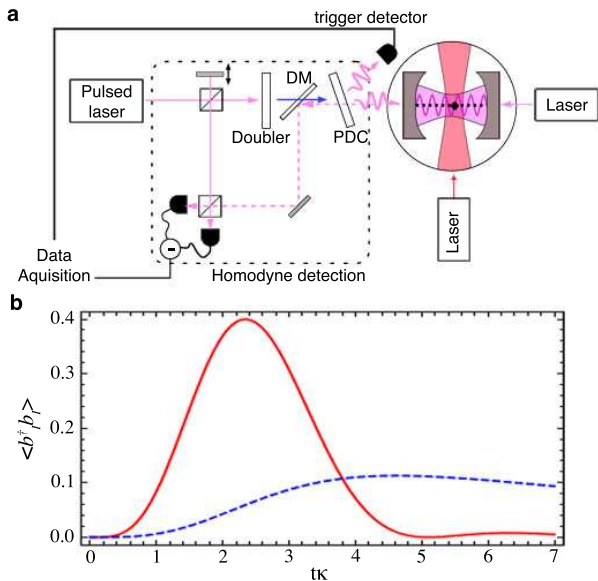 a
trigger detector
Pulsed
laser
DM
Doubler
PDC
Laser
Laser
Data
Aquisition
-
Homodyne detection
b
<b†l bl>
0.4
0.3
0.2
0.1
0.0
0 1 2 3 4 5 6 7
tκ